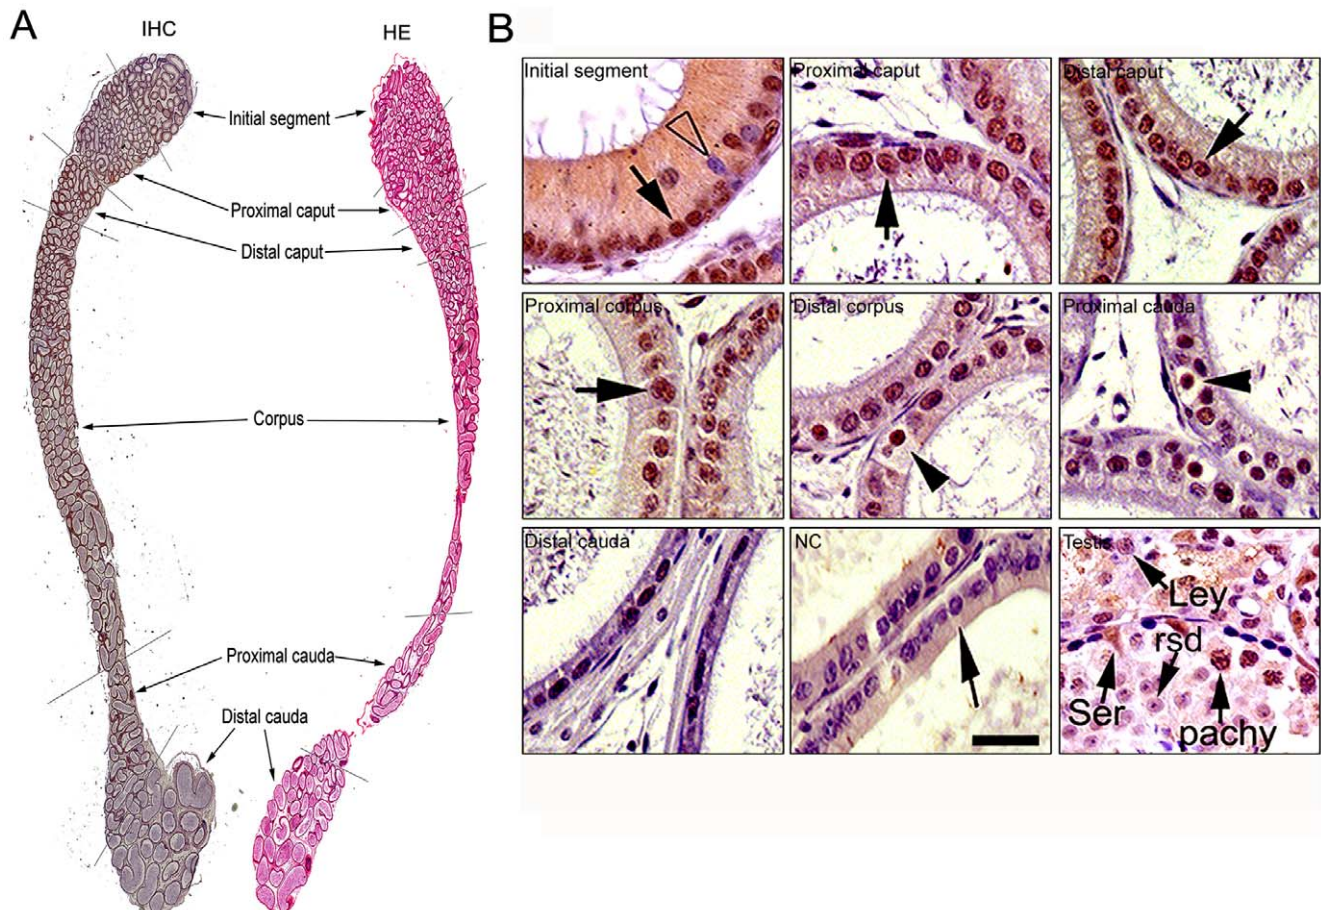 A
B
IHC
HE
Initial segment
Proximal caput
Distal caput
Corpus
Proximal cauda
Distal cauda
Initial segment
Proximal caput
Distal caput
Proximal corpus
Distal corpus
Proximal cauda
Distal cauda
NC
Testis
Ley
rsd
Ser
pachy